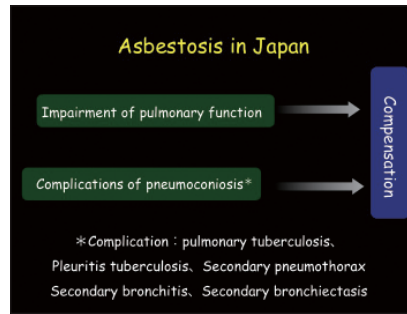 Asbestosis in Japan
Impairment of pulmonary function
Complications of pneumoconiosis*
Compensation
＊Complication：pulmonary tuberculosis、
Pleuritis tuberculosis、Secondary pneumothorax
Secondary bronchitis、Secondary bronchiectasis